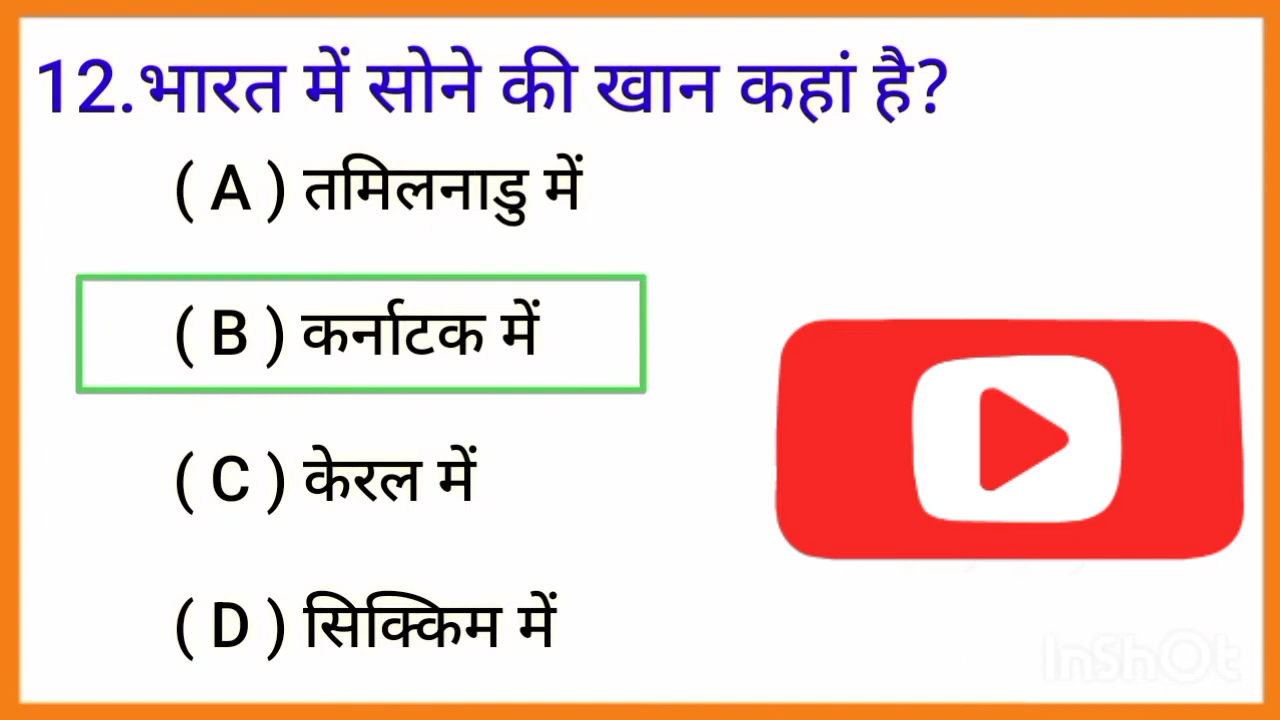 12.भारत में सोने की खान कहां है?
( A ) तमिलनाडु में
( B ) कर्नाटक में
( C ) केरल में
( D ) सिक्किम में
InShOt